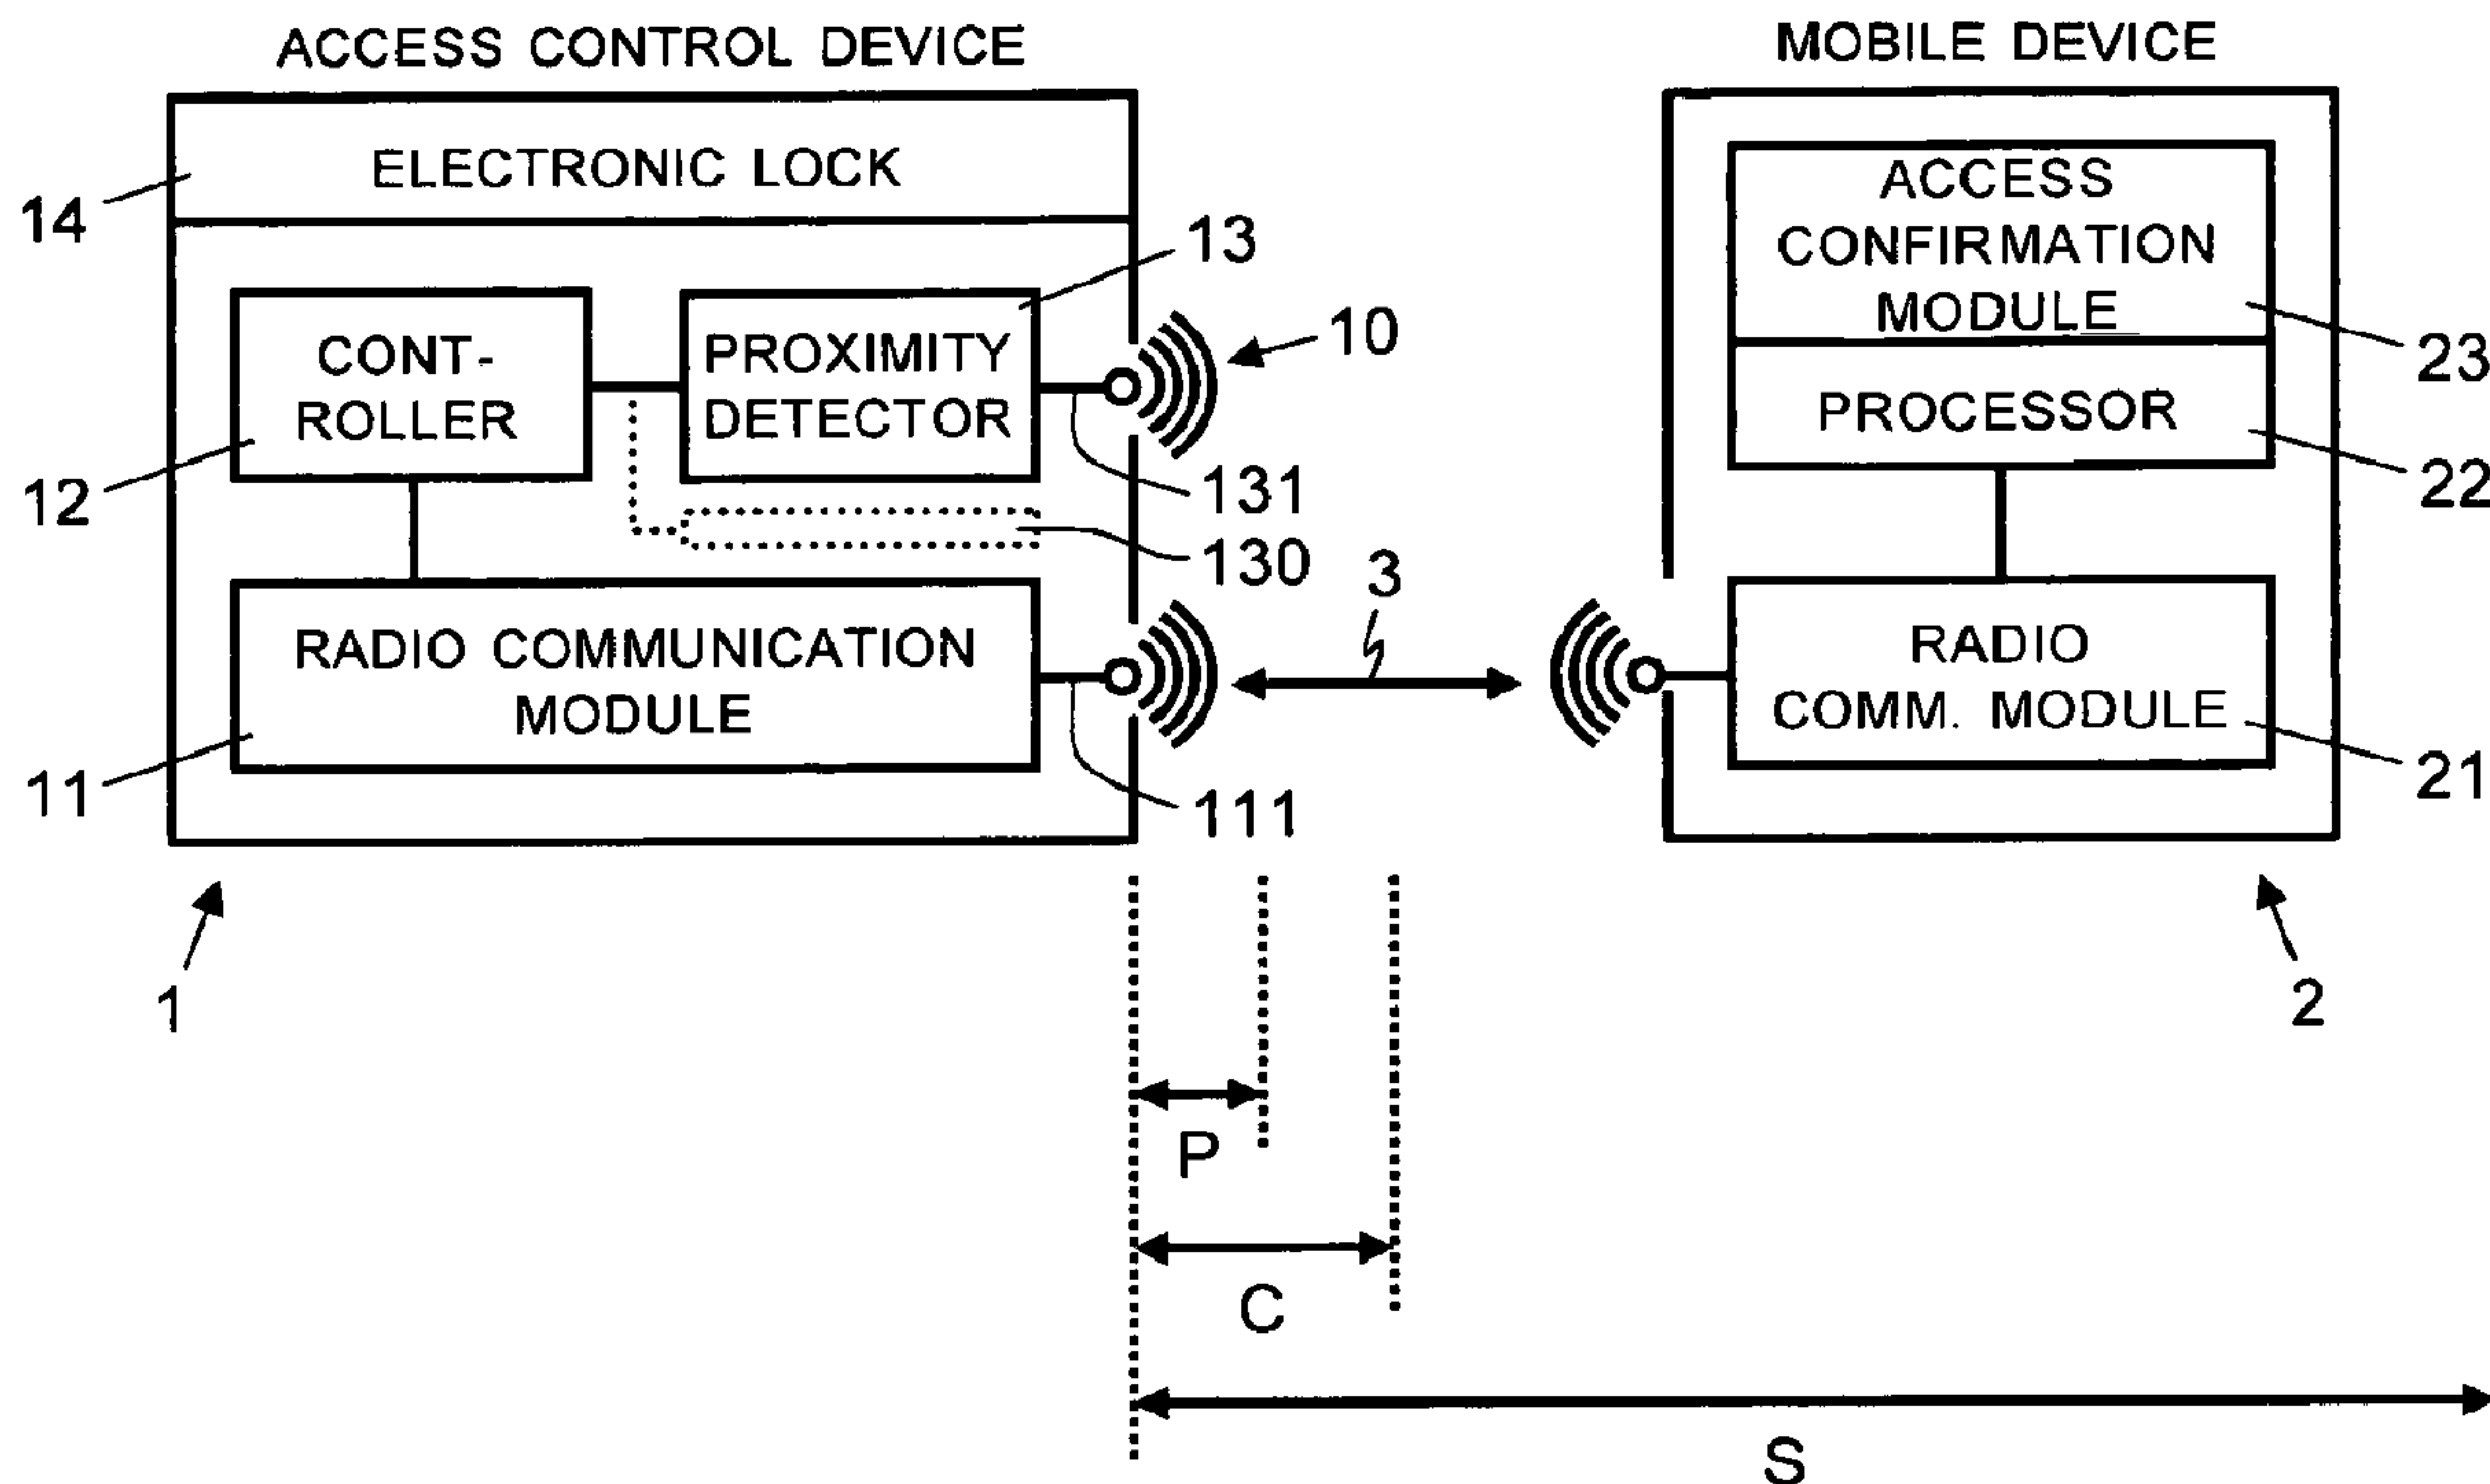 ACCESS CONTROL DEVICE
MOBILE DEVICE
ELECTRONIC LOCK
14
13
CONT-
ROLLER
12
PROXIMITY
DETECTOR
10
131
130
RADIO COMMUNICATION
MODULE
11
111
3
ACCESS
CONFIRMATION
MODULE
23
PROCESSOR
22
RADIO
COMM. MODULE
21
1
2
P
C
S